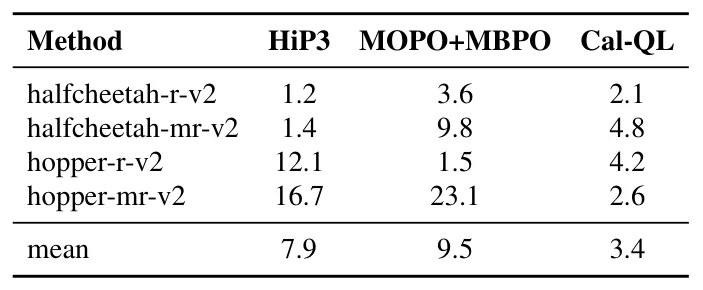 Method HiP3 MOPO+MBPO Cal-QL
halfcheetah-r-v2 1.2 3.6 2.1
halfcheetah-mr-v2 1.4 9.8 4.8
hopper-r-v2 12.1 1.5 4.2
hopper-mr-v2 16.7 23.1 2.6
mean 7.9 9.5 3.4